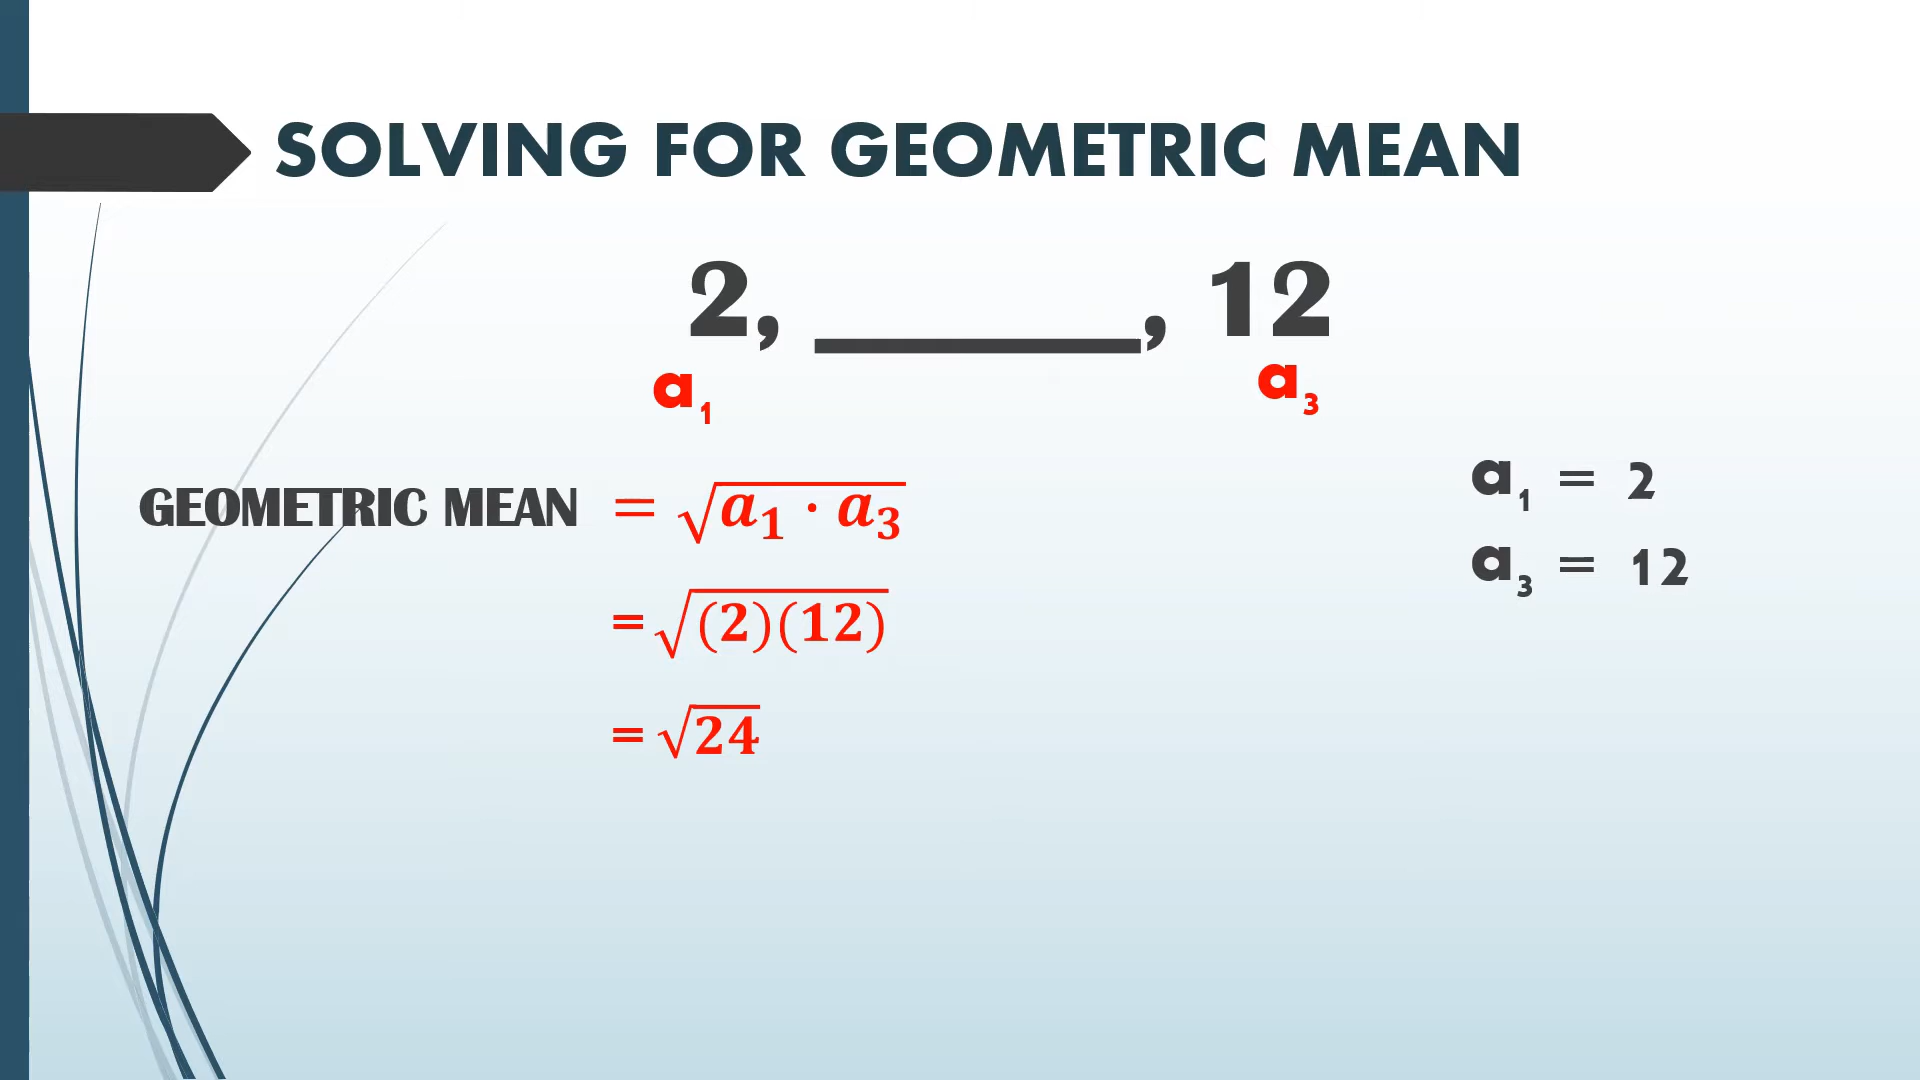 SOLVING FOR GEOMETRIC MEAN
2, ______, 12
a₁ a₃
GEOMETRIC MEAN = √(a₁ · a₃)
a₁ = 2
= √((2)(12))
a₃ = 12
= √24